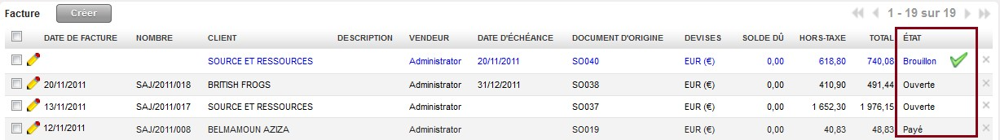 Facture Créer 1 - 19 sur 19
DATE DE FACTURE NOMBRE CLIENT DESCRIPTION VENDEUR DATE D'ÉCHÉANCE DOCUMENT D'ORIGINE DEVISES SOLDE DÛ HORS-TAXE TOTAL ÉTAT
SOURCE ET RESSOURCES Administrator 20/11/2011 SO040 EUR (€) 0,00 618,80 740,08 Brouillon
20/11/2011 SAJ/2011/018 BRITISH FROGS Administrator 31/12/2011 SO038 EUR (€) 0,00 410,90 491,44 Ouverte
13/11/2011 SAJ/2011/017 SOURCE ET RESSOURCES Administrator SO037 EUR (€) 0,00 1 652,30 1 976,15 Ouverte
12/11/2011 SAJ/2011/008 BELMAMOUN AZIZA Administrator SO019 EUR (€) 0,00 40,83 48,83 Payé